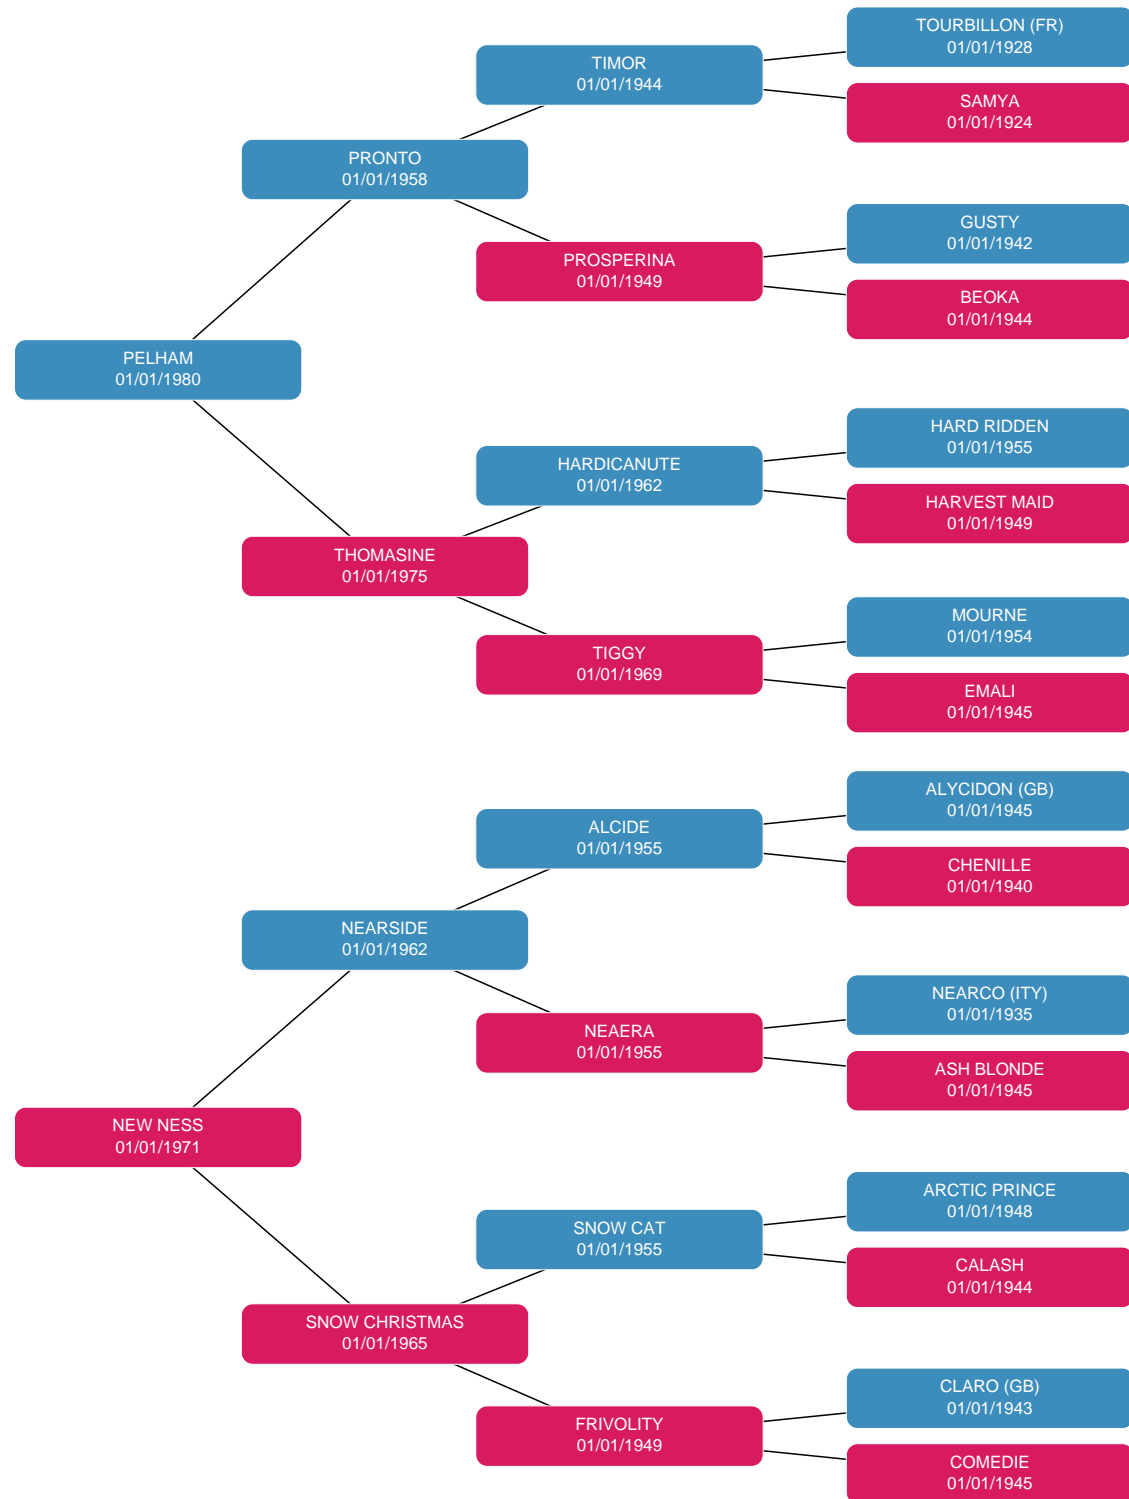 TOURBILLON (FR)
01/01/1928
TIMOR
01/01/1944
SAMYA
01/01/1924
PRONTO
01/01/1958
GUSTY
01/01/1942
PROSPERINA
01/01/1949
BEOKA
01/01/1944
PELHAM
01/01/1980
HARD RIDDEN
01/01/1955
HARDICANUTE
01/01/1962
HARVEST MAID
01/01/1949
THOMASINE
01/01/1975
MOURNE
01/01/1954
TIGGY
01/01/1969
EMALI
01/01/1945
ALYCIDON (GB)
01/01/1945
ALCIDE
01/01/1955
CHENILLE
01/01/1940
NEARSIDE
01/01/1962
NEARCO (ITY)
01/01/1935
NEAERA
01/01/1955
ASH BLONDE
01/01/1945
NEW NESS
01/01/1971
ARCTIC PRINCE
01/01/1948
SNOW CAT
01/01/1955
CALASH
01/01/1944
SNOW CHRISTMAS
01/01/1965
CLARO (GB)
01/01/1943
FRIVOLITY
01/01/1949
COMEDIE
01/01/1945